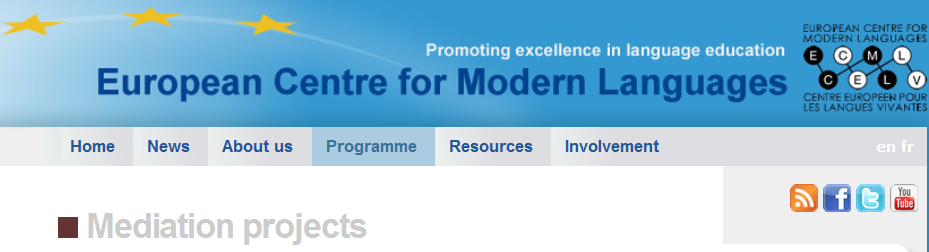 Promoting excellence in language education
European Centre for Modern Languages
EUROPEAN CENTRE FOR
MODERN LANGUAGES
E C M L
C E L V
CENTRE EUROPEEN POUR
LES LANGUES VIVANTES
Home News About us Programme Resources Involvement en fr
f t You Tube
Mediation projects